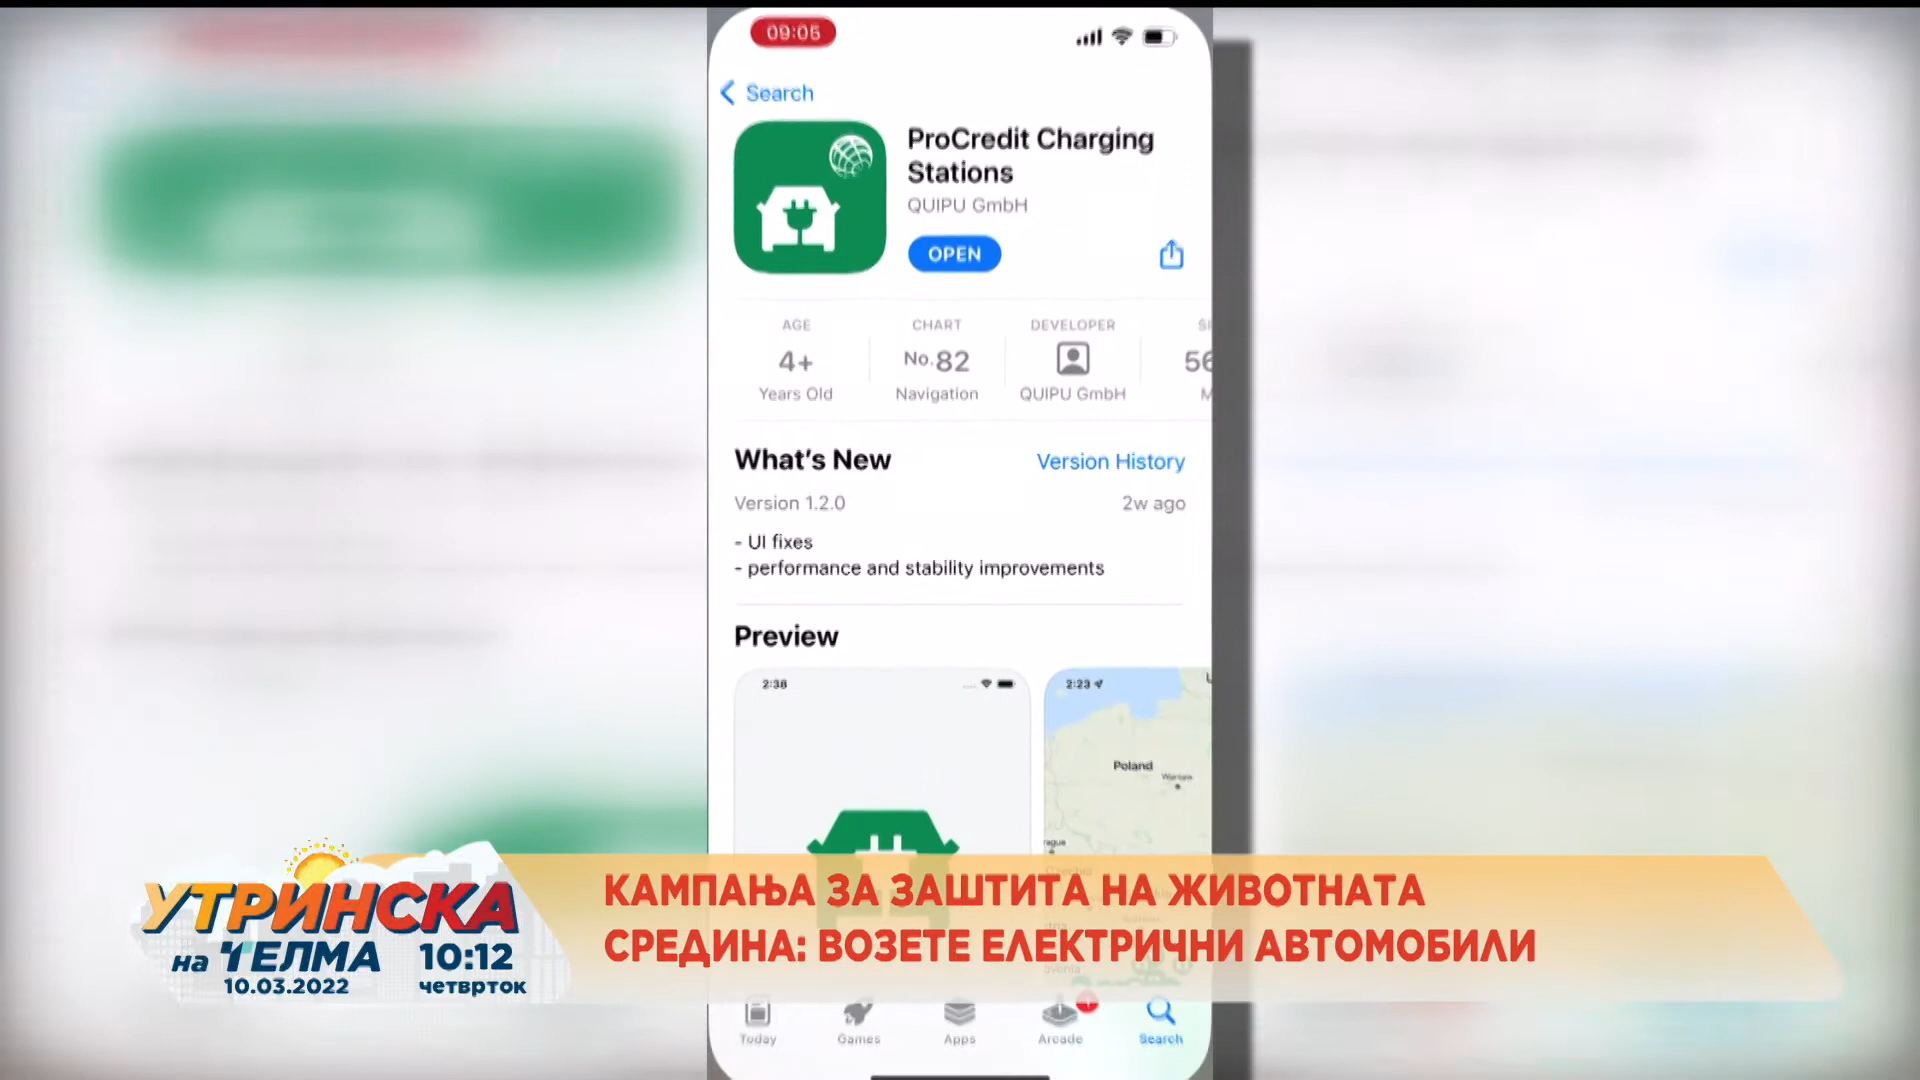 09:05
Search
ProCredit Charging
Stations
QUIPU GmbH
OPEN
AGE
CHART
DEVELOPER
4+
No.82
56
Years Old
Navigation
QUIPU GmbH
What's New
Version History
Version 1.2.0
2w ago
- UI fixes
- performance and stability improvements
Preview
2:38
2:23
Poland
Warsaw
КАМПАЊА ЗА ЗАШТИТА НА ЖИВОТНАТА
СРЕДИНА: ВОЗЕТЕ ЕЛЕКТРИЧНИ АВТОМОБИЛИ
УТРИНСКА
на ТЕЛМА
10:12
10.03.2022
четврток
Today
Games
Apps
Arcade
Search